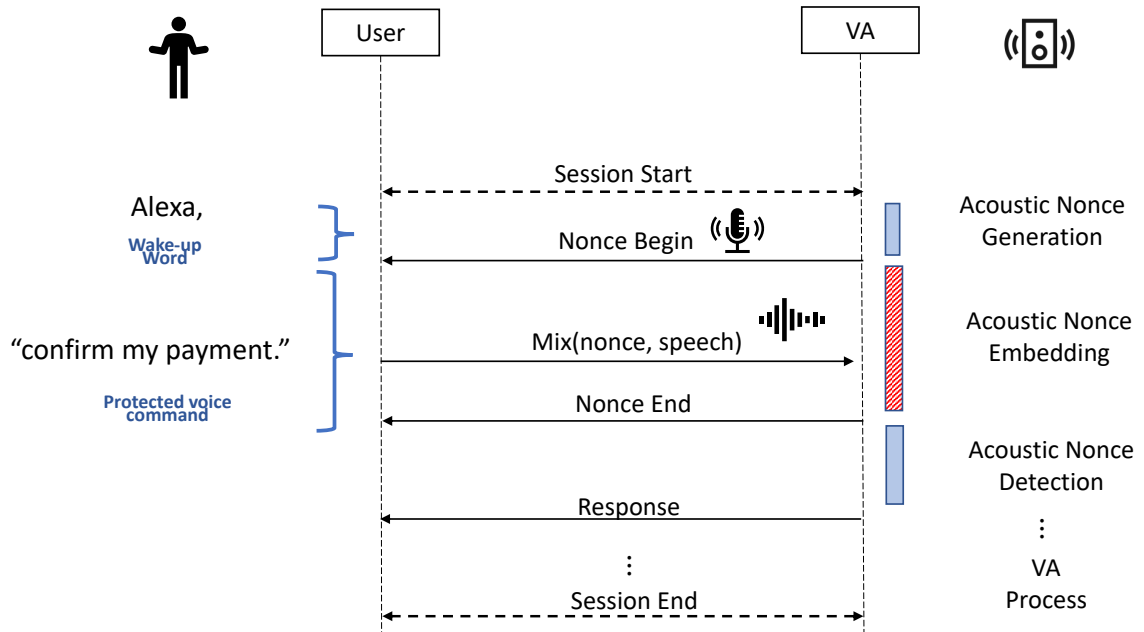 User
VA
Session Start
Alexa,
Wake-up
Word
Nonce Begin
Acoustic Nonce
Generation
“confirm my payment.”
Protected voice
command
Mix(nonce, speech)
Acoustic Nonce
Embedding
Nonce End
Acoustic Nonce
Detection
Response
⋮
⋮
VA
Process
Session End